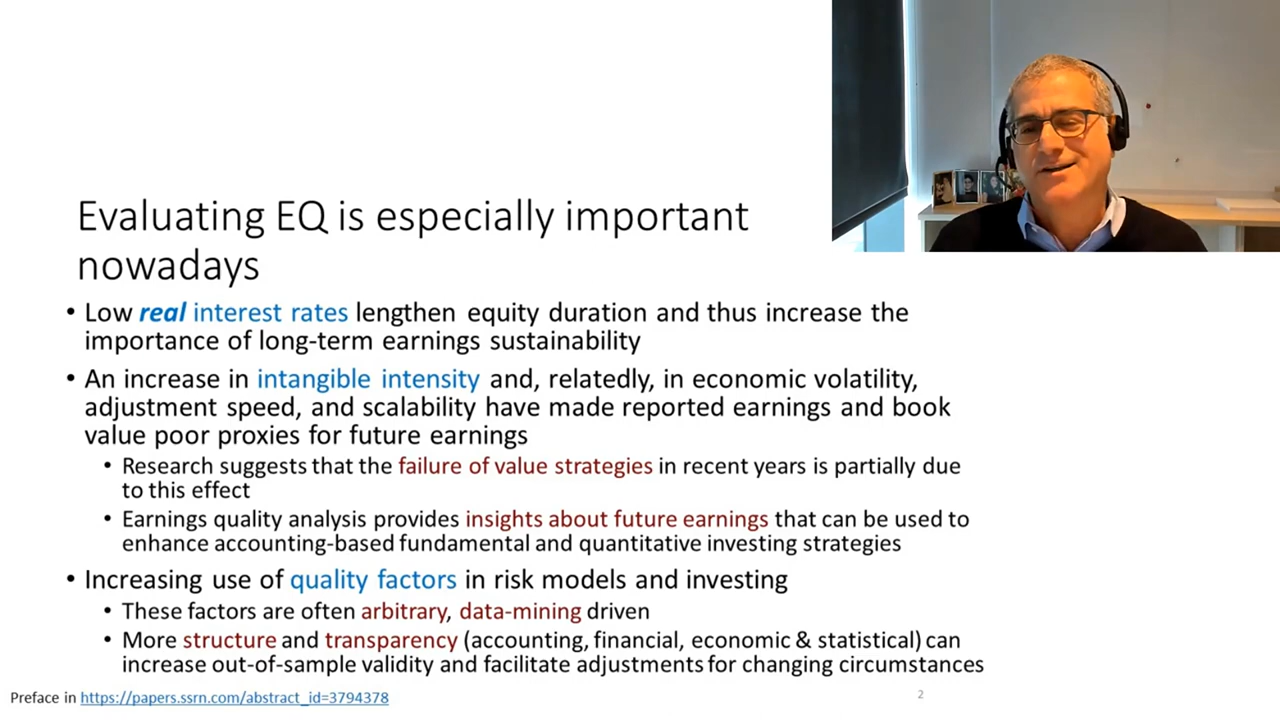 Evaluating EQ is especially important
nowadays
• Low real interest rates lengthen equity duration and thus increase the
importance of long-term earnings sustainability
• An increase in intangible intensity and, relatedly, in economic volatility,
adjustment speed, and scalability have made reported earnings and book
value poor proxies for future earnings
• Research suggests that the failure of value strategies in recent years is partially due
to this effect
• Earnings quality analysis provides insights about future earnings that can be used to
enhance accounting-based fundamental and quantitative investing strategies
• Increasing use of quality factors in risk models and investing
• These factors are often arbitrary, data-mining driven
• More structure and transparency (accounting, financial, economic & statistical) can
increase out-of-sample validity and facilitate adjustments for changing circumstances
Preface in https://papers.ssrn.com/abstract_id=3794378
2